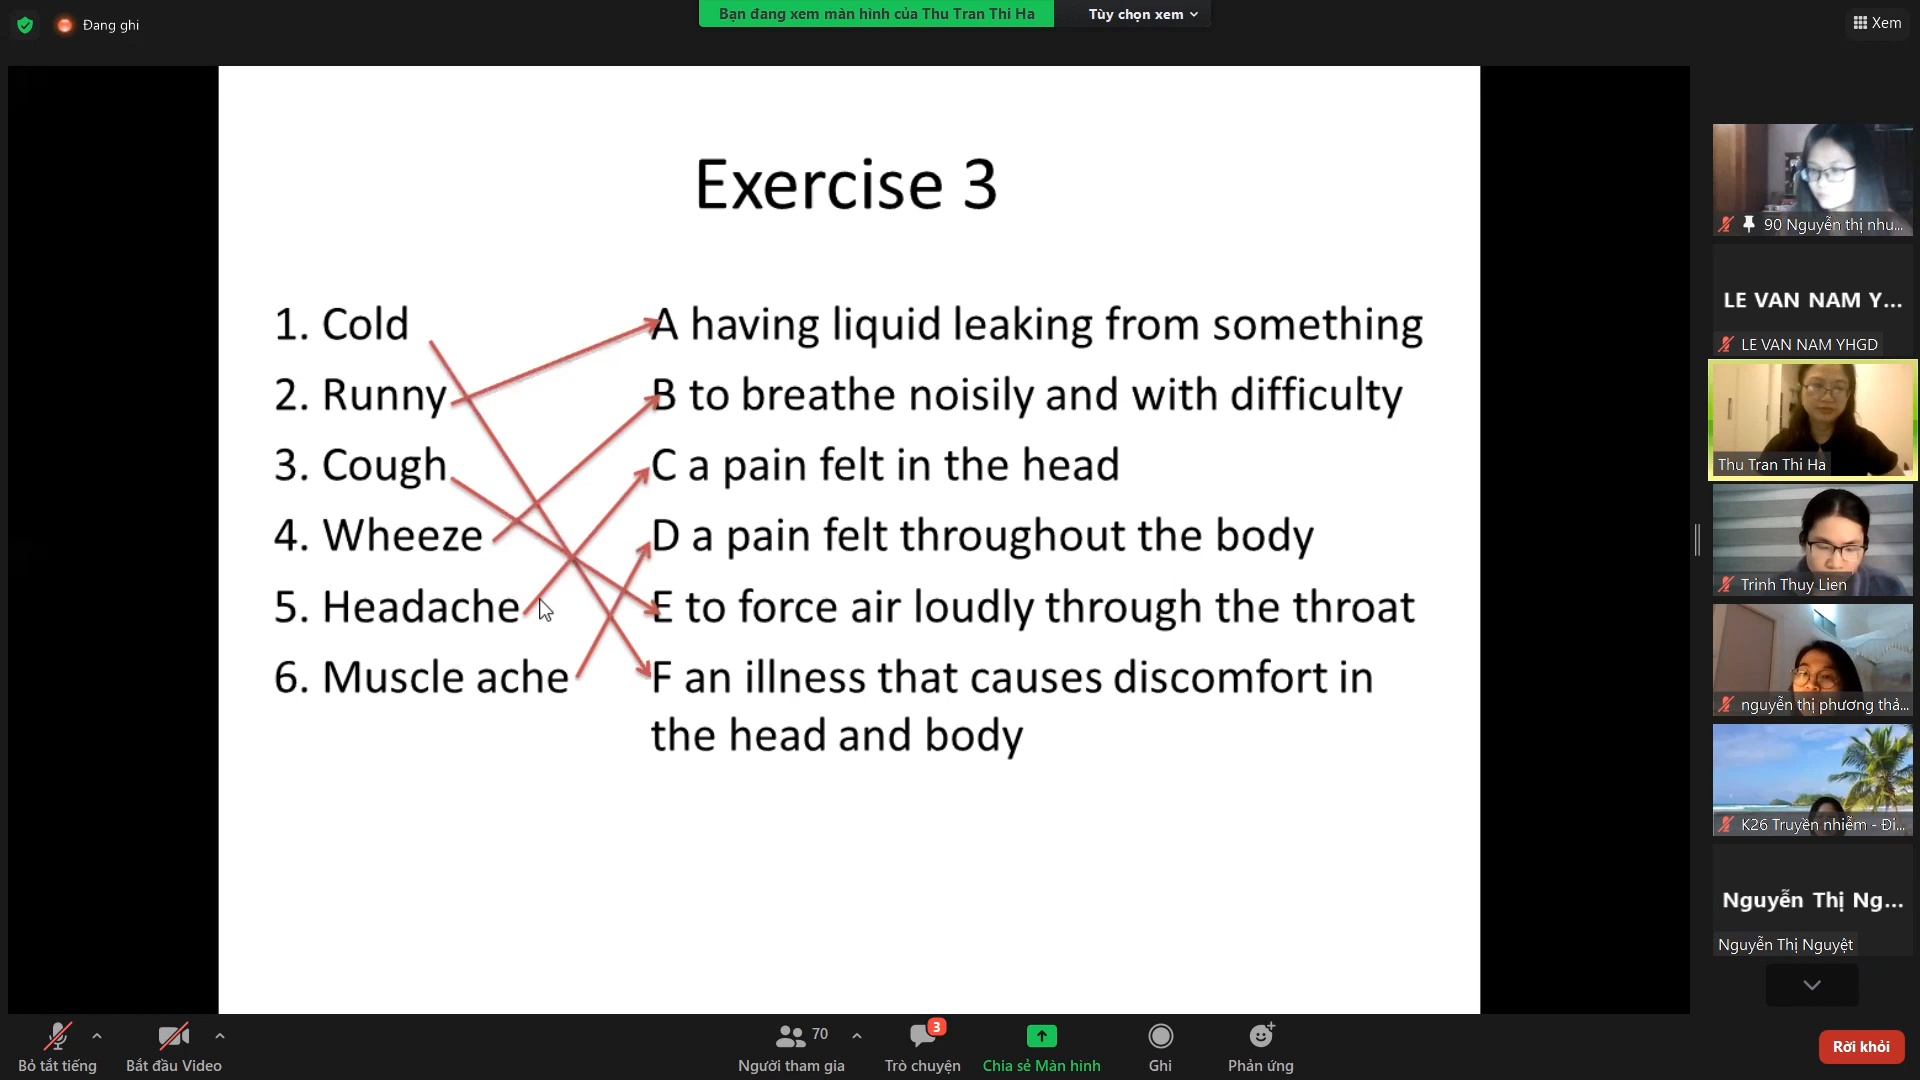 Đang ghi
Bạn đang xem màn hình của Thu Tran Thi Ha
Tùy chọn xem
Xem
Exercise 3
1. Cold
2. Runny
3. Cough
4. Wheeze
5. Headache
6. Muscle ache
A having liquid leaking from something
B to breathe noisily and with difficulty
C a pain felt in the head
D a pain felt throughout the body
E to force air loudly through the throat
F an illness that causes discomfort in
the head and body
90 Nguyễn thị nhu...
LE VAN NAM Y...
LE VAN NAM YHGD
Thu Tran Thi Ha
Trinh Thuy Lien
nguyễn thị phương thả...
K26 Truyền nhiễm - Đi...
Nguyễn Thị Ng...
Nguyễn Thị Nguyệt
Bỏ tắt tiếng
Bắt đầu Video
70
Người tham gia
3
Trò chuyện
Chia sẻ Màn hình
Ghi
Phản ứng
Rời khỏi